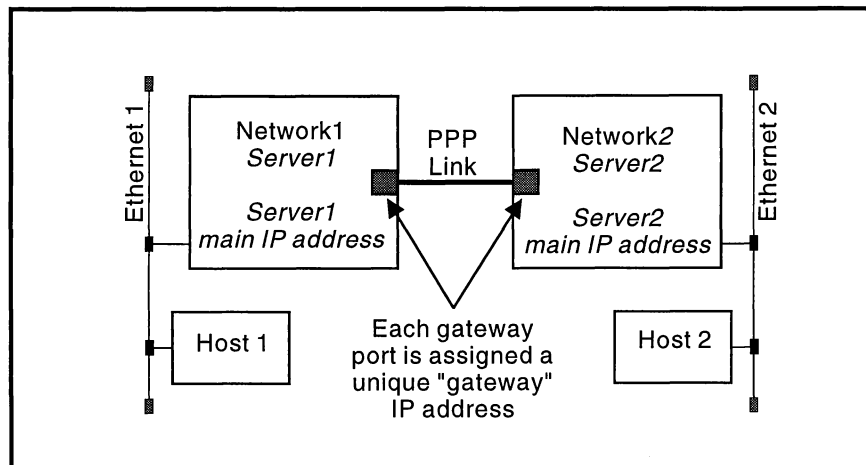 Ethernet 1
Network1
Server1
Server1
main IP address
Host 1
PPP
Link
Each gateway
port is assigned a
unique "gateway"
IP address
Network2
Server2
Server2
main IP address
Host 2
Ethernet 2